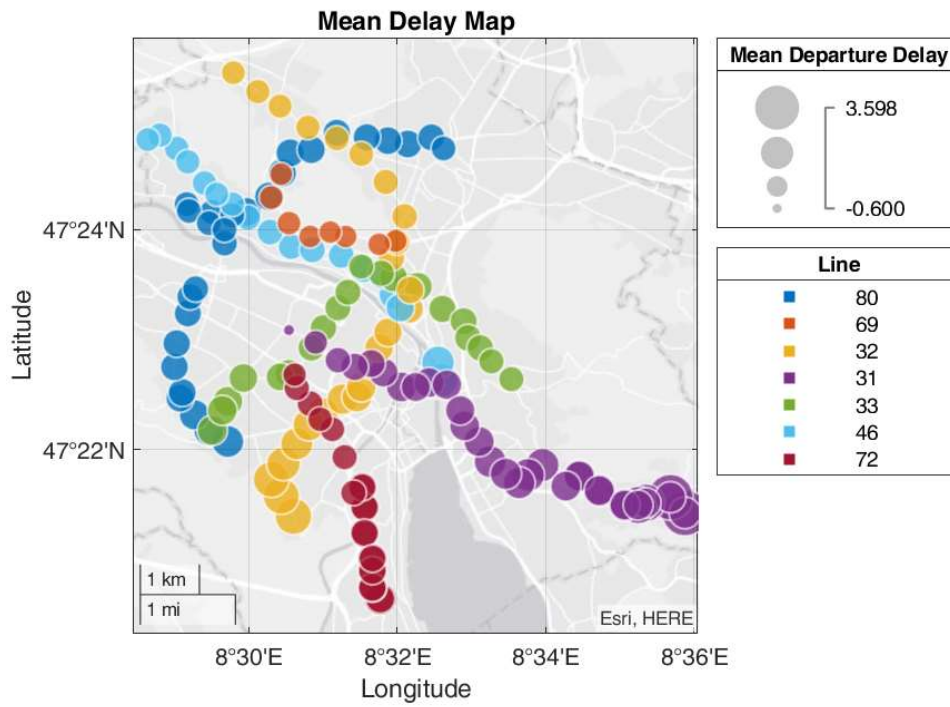 Mean Delay Map
Mean Departure Delay
3.598
-0.600
Line
80
69
32
31
33
46
72
47°24'N
47°22'N
Latitude
1 km
1 mi
Esri, HERE
8°30'E
8°32'E
8°34'E
8°36'E
Longitude